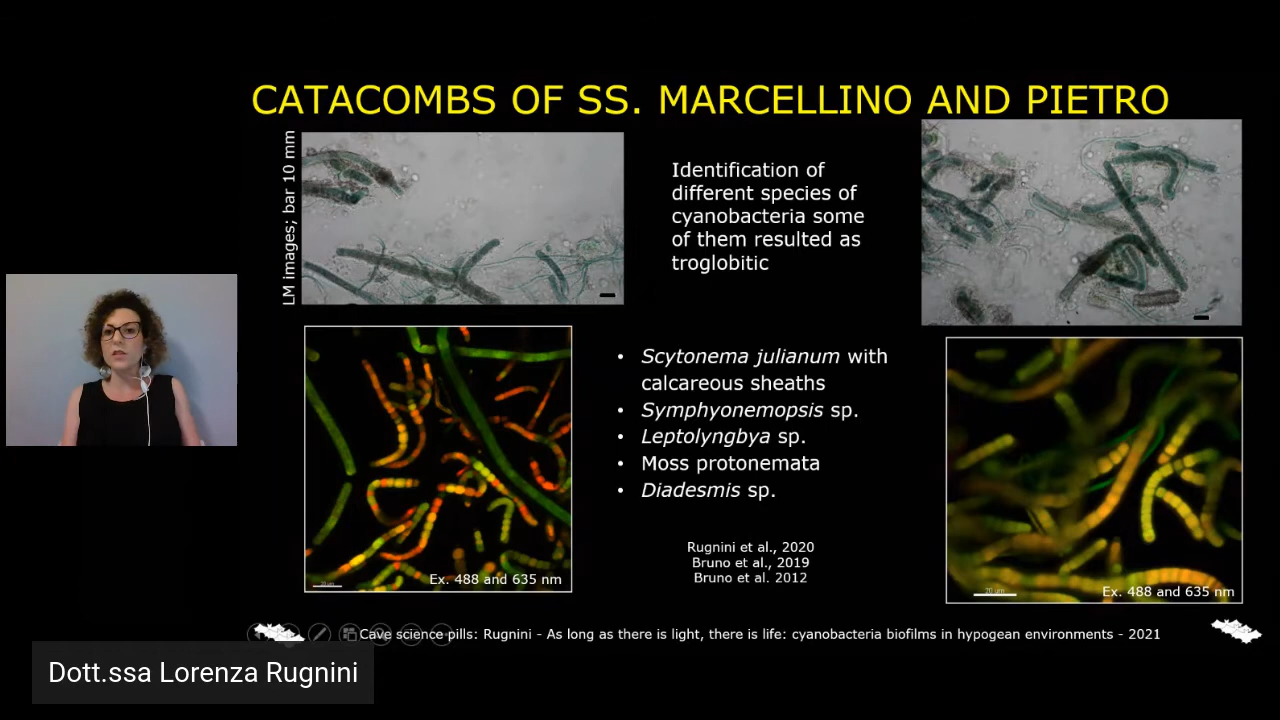 CATACOMBS OF SS. MARCELLINO AND PIETRO
LM images; bar 10 mm
Identification of
different species of
cyanobacteria some
of them resulted as
troglobitic
• Scytonema julianum with
calcareous sheaths
• Symphyonemopsis sp.
• Leptolyngbya sp.
• Moss protonemata
• Diadesmis sp.
Rugnini et al., 2020
Bruno et al., 2019
Bruno et al. 2012
Ex. 488 and 635 nm
20 µm
Ex. 488 and 635 nm
Cave science pills: Rugnini - As long as there is light, there is life: cyanobacteria biofilms in hypogean environments - 2021
Dott.ssa Lorenza Rugnini